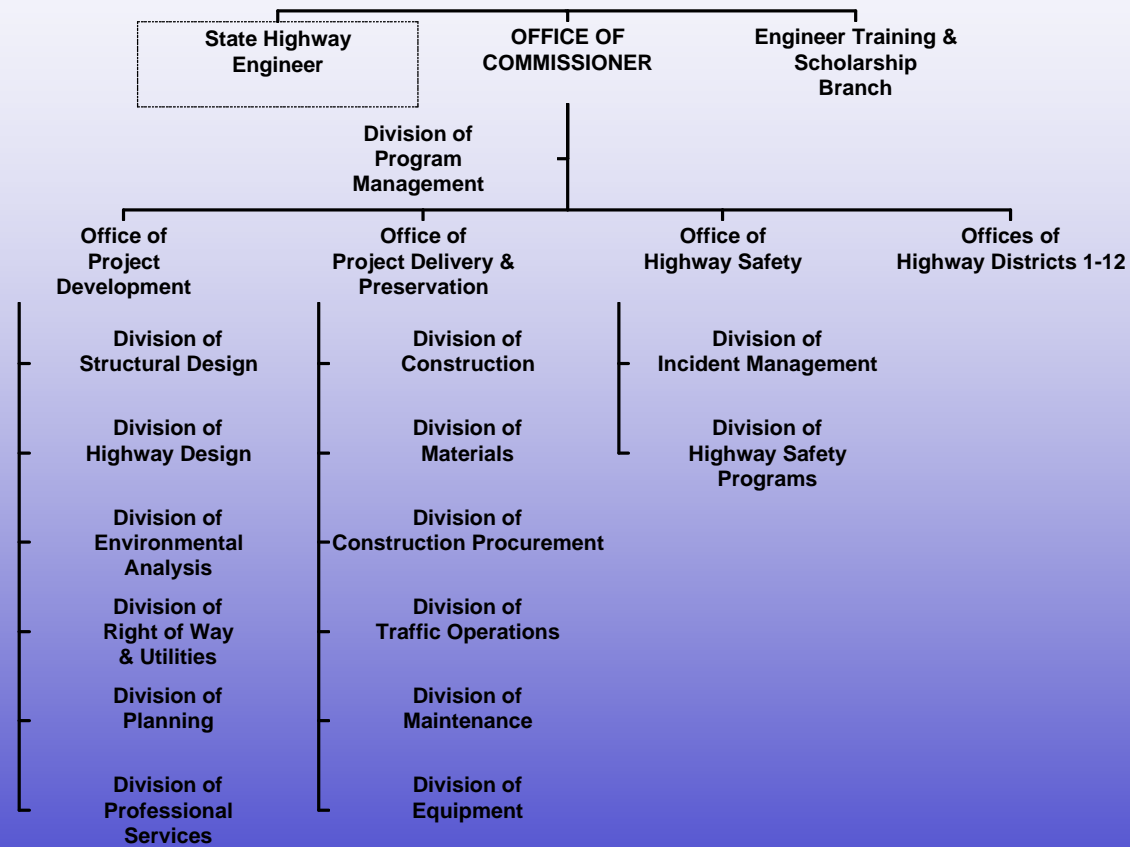 State Highway
Engineer
OFFICE OF
COMMISSIONER
Engineer Training &
Scholarship
Branch
Division of
Program
Management
Office of
Project
Development
Office of
Project Delivery &
Preservation
Office of
Highway Safety
Offices of
Highway Districts 1-12
Division of
Structural Design
Division of
Highway Design
Division of
Environmental
Analysis
Division of
Right of Way
& Utilities
Division of
Planning
Division of
Professional
Services
Division of
Construction
Division of
Materials
Division of
Construction Procurement
Division of
Traffic Operations
Division of
Maintenance
Division of
Equipment
Division of
Incident Management
Division of
Highway Safety
Programs